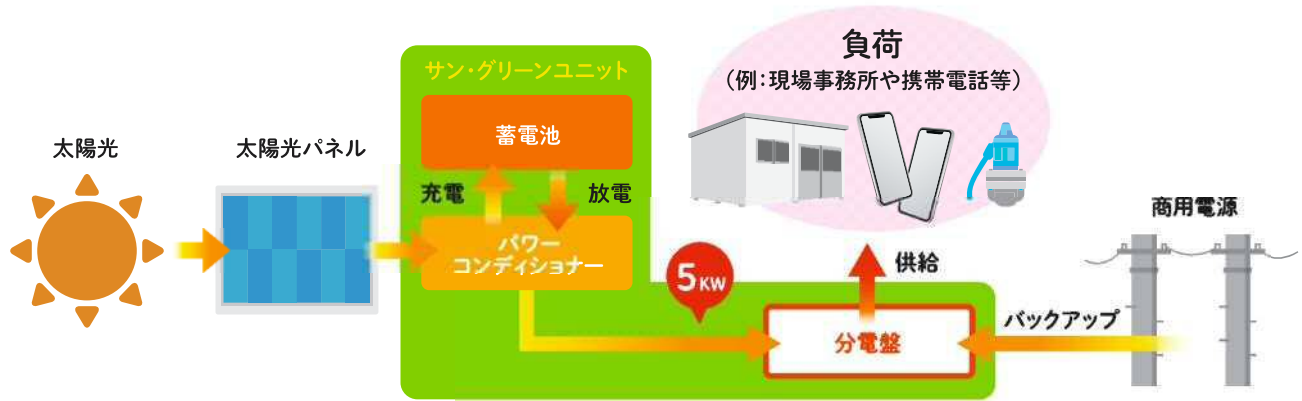 太陽光
太陽光パネル
サン・グリーンユニット
蓄電池
充電
放電
パワー
コンディショナー
5KW
負荷
(例:現場事務所や携帯電話等)
供給
分電盤
バックアップ
商用電源